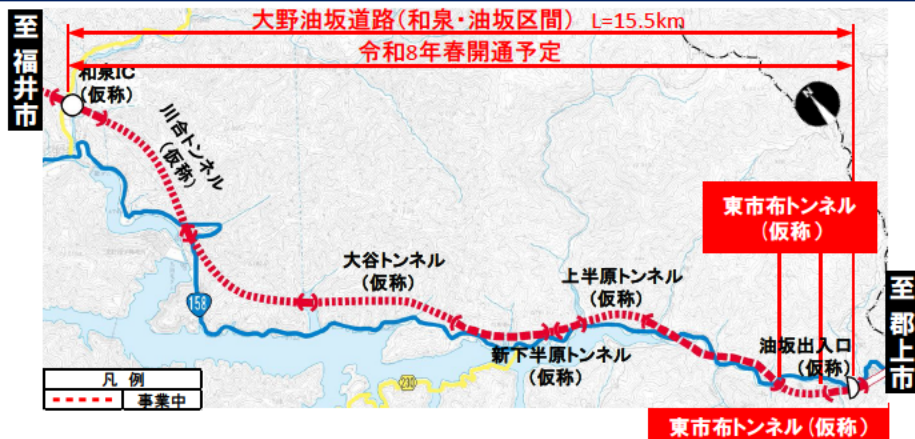 大野油坂道路(和泉・油坂区間) L=15.5km
令和8年春開通予定
至 福井市
和泉IC
(仮称)
川合トンネル
(仮称)
N
東市布トンネル
(仮称)
大谷トンネル
(仮称)
上半原トンネル
(仮称)
158
至 郡上市
油坂出入口
(仮称)
新下半原トンネル
(仮称)
230
凡 例
事業中
東市布トンネル(仮称)